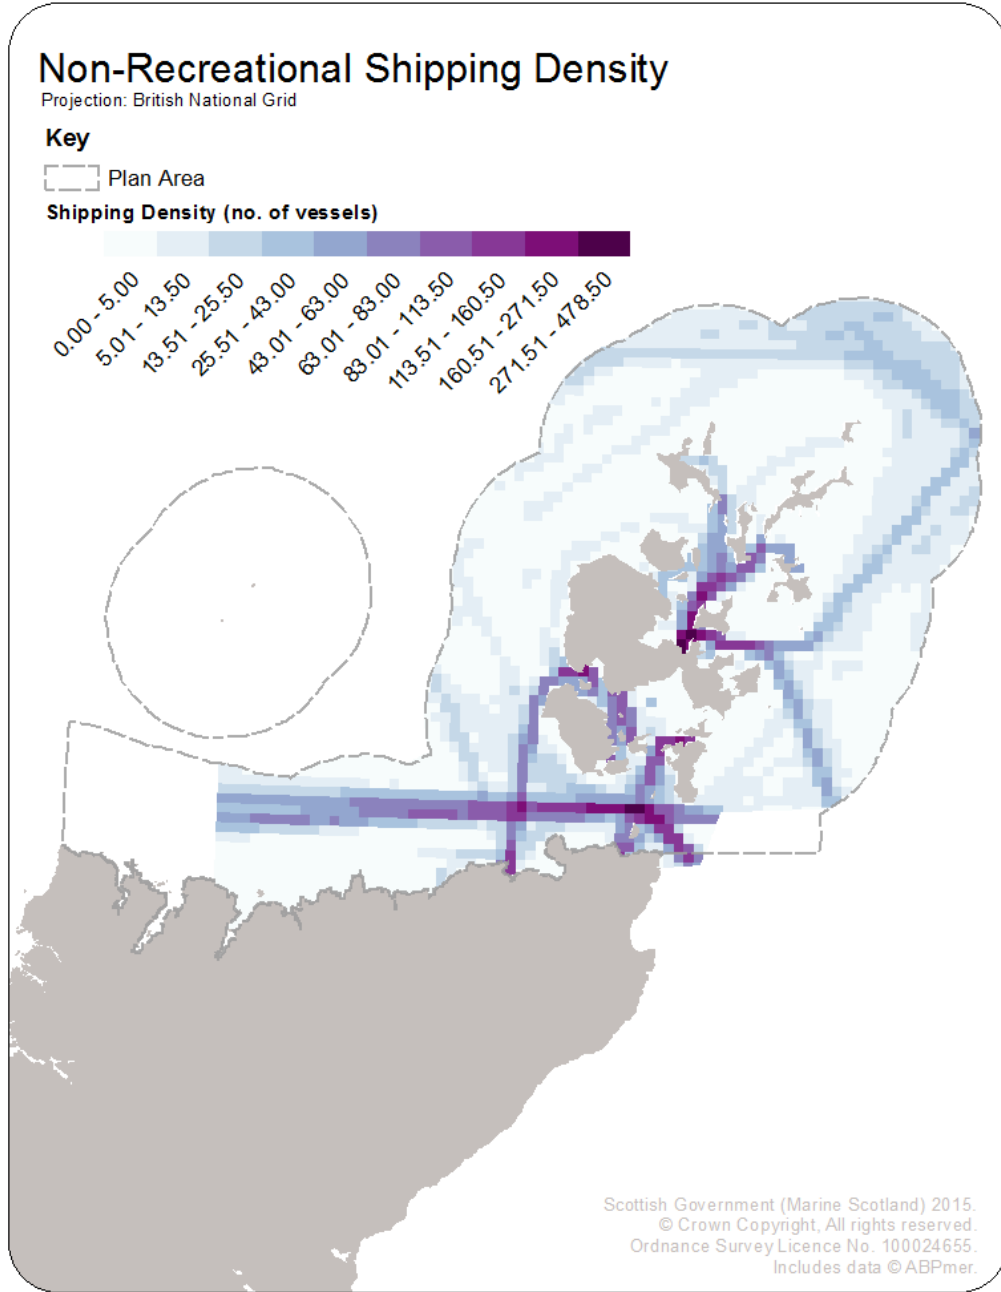 Non-Recreational Shipping Density
Projection: British National Grid
Key
Plan Area
Shipping Density (no. of vessels)
0.00 - 5.00
5.01 - 13.50
13.51 - 25.50
25.51 - 43.00
43.01 - 63.00
63.01 - 83.00
83.01 - 113.50
113.51 - 160.50
160.51 - 271.50
271.51 - 478.50
Scottish Government (Marine Scotland) 2015.
© Crown Copyright, All rights reserved.
Ordnance Survey Licence No. 100024655.
Includes data © ABPmer.